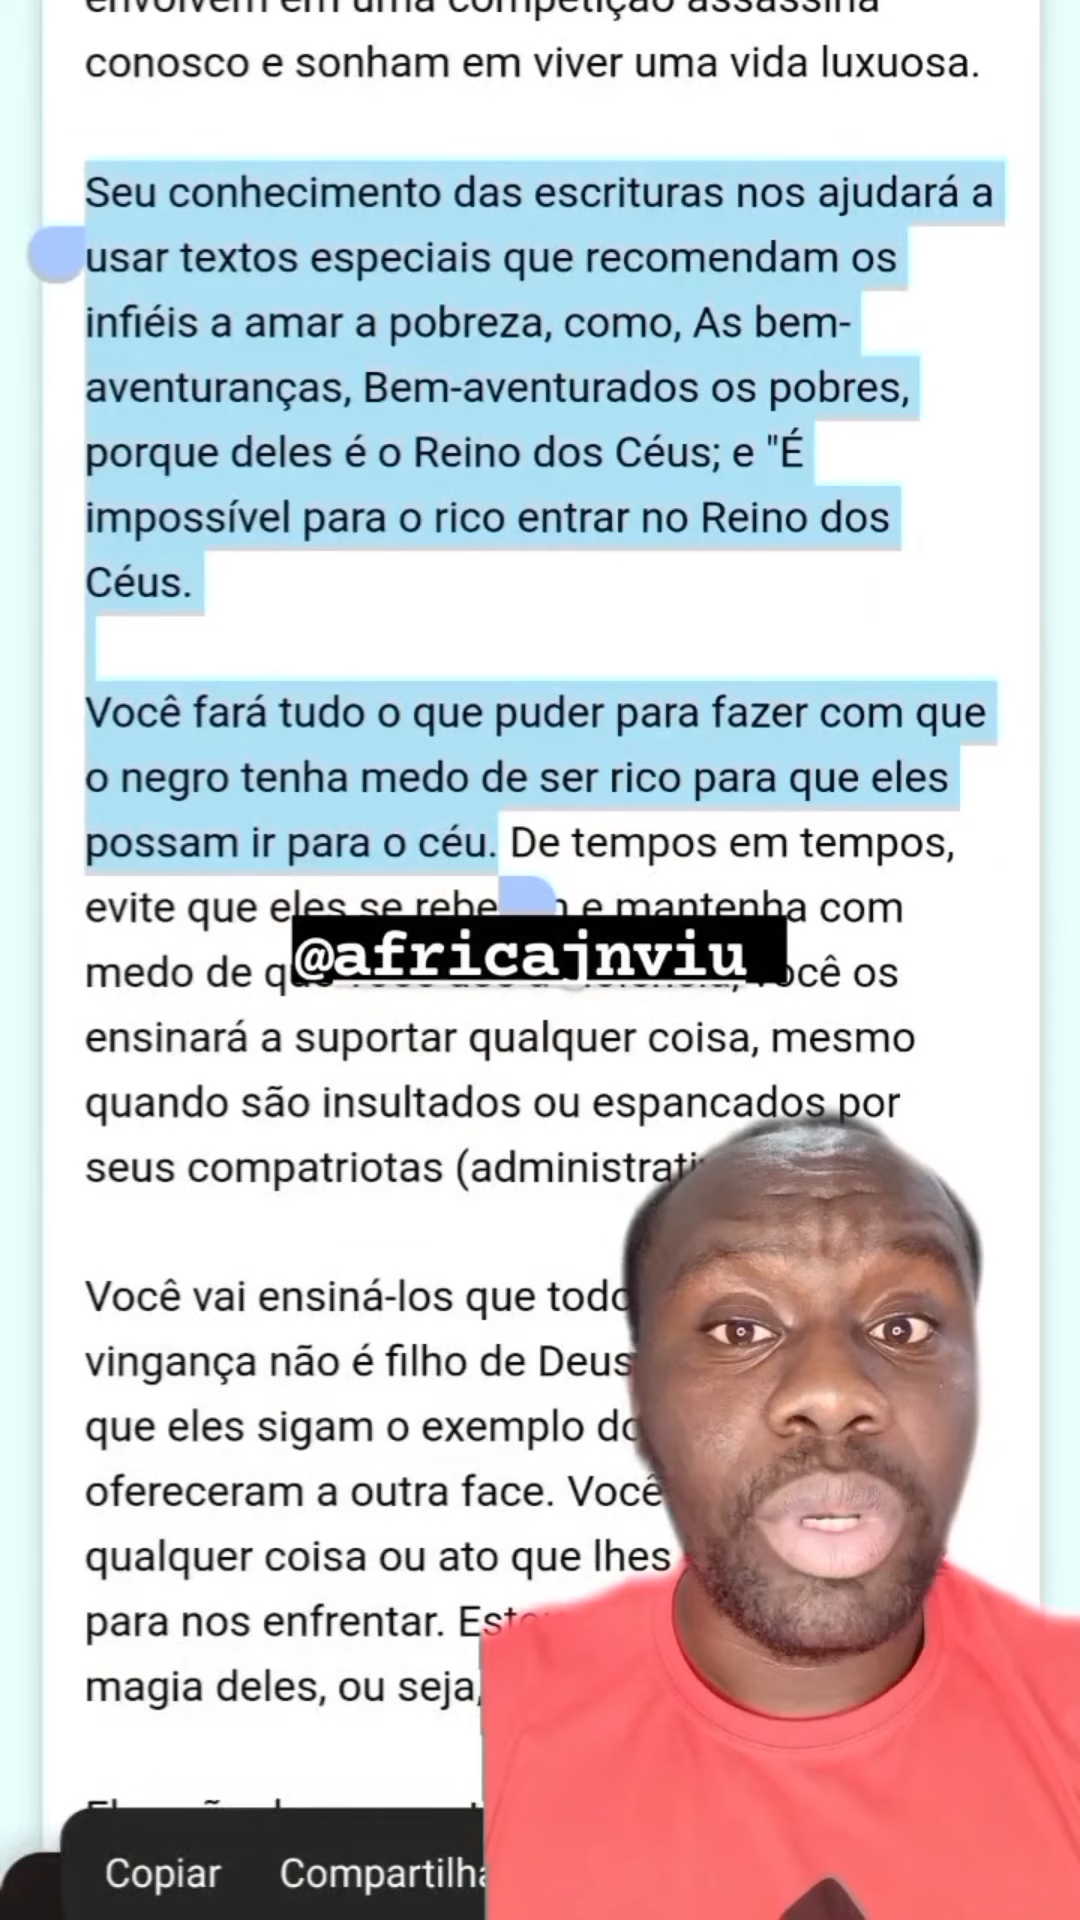 conosco e sonham em viver uma vida luxuosa.
Seu conhecimento das escrituras nos ajudará a
usar textos especiais que recomendam os
infiéis a amar a pobreza, como, As bem-
aventuranças, Bem-aventurados os pobres,
porque deles é o Reino dos Céus; e "É
impossível para o rico entrar no Reino dos
Céus.
Você fará tudo o que puder para fazer com que
o negro tenha medo de ser rico para que eles
possam ir para o céu. De tempos em tempos,
evite que eles se e mantenha com
@africajnviu
medo de os
ensinará a suportar qualquer coisa, mesmo
quando são insultados ou espancados por
seus compatriotas
Você vai ensiná-los que
vingança não é filho de Deus
que eles sigam o exemplo
ofereceram a outra face. Você
qualquer coisa ou ato que lhes
para nos enfrentar.
magia deles, ou seja,
Copiar